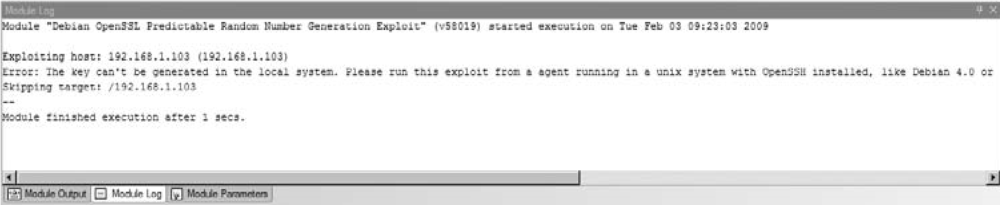 Module Log
Module "Debian OpenSSL Predictable Random Number Generation Exploit" (v58019) started execution on Tue Feb 03 09:23:03 2009
Exploiting host: 192.168.1.103 (192.168.1.103)
Error: The key can't be generated in the local system. Please run this exploit from a agent running in a unix system with OpenSSH installed, like Debian 4.0 or
Skipping target: /192.168.1.103
--
Module finished execution after 1 secs.
Module Output Module Log Module Parameters